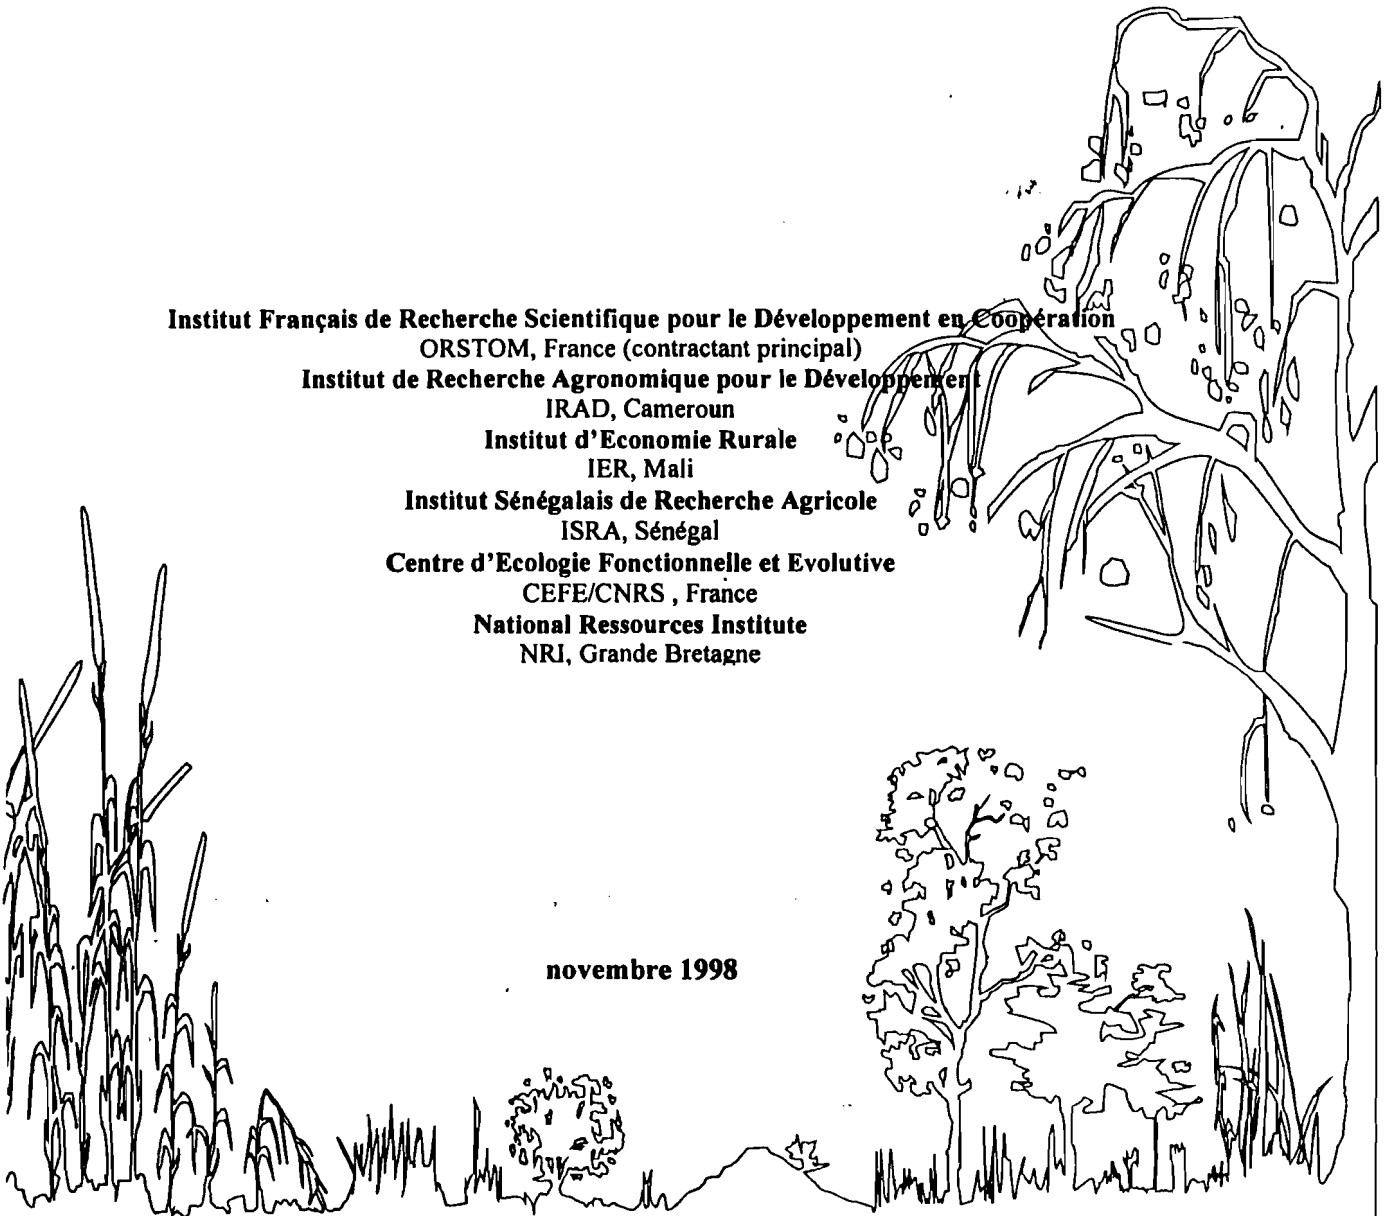 Institut Français de Recherche Scientifique pour le Développement en Coopération
ORSTOM, France (contractant principal)
Institut de Recherche Agronomique pour le Développement
IRAD, Cameroun
Institut d'Economie Rurale
IER, Mali
Institut Sénégalais de Recherche Agricole
ISRA, Sénégal
Centre d'Ecologie Fonctionnelle et Evolutive
CEFE/CNRS , France
National Ressources Institute
NRI, Grande Bretagne
novembre 1998